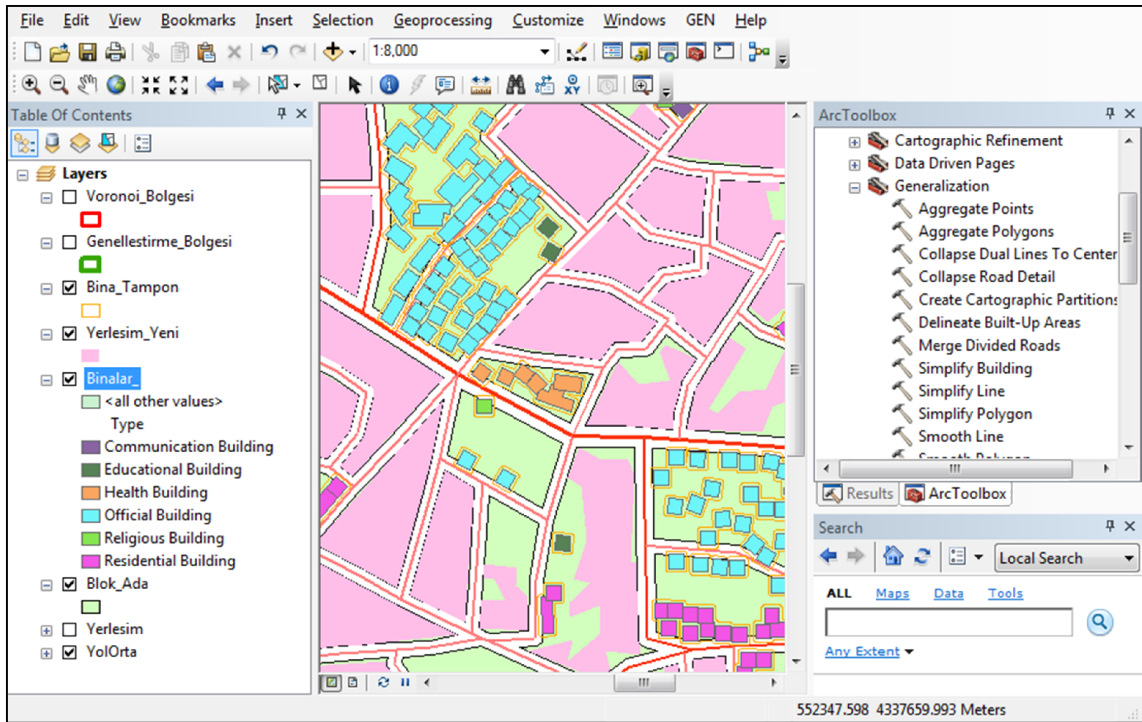 File Edit View Bookmarks Insert Selection Geoprocessing Customize Windows GEN Help
1:8,000
Table Of Contents
Layers
Voronoi_Bolgesi
Genellestirme_Bolgesi
Bina_Tampon
Yerlesim_Yeni
Binalar_
<all other values>
Type
Communication Building
Educational Building
Health Building
Official Building
Religious Building
Residential Building
Blok_Ada
Yerlesim
YolOrta
ArcToolbox
Cartographic Refinement
Data Driven Pages
Generalization
Aggregate Points
Aggregate Polygons
Collapse Dual Lines To Center
Collapse Road Detail
Create Cartographic Partitions
Delineate Built-Up Areas
Merge Divided Roads
Simplify Building
Simplify Line
Simplify Polygon
Smooth Line
Results ArcToolbox
Search
Local Search
ALL Maps Data Tools
Any Extent
552347.598 4337659.993 Meters